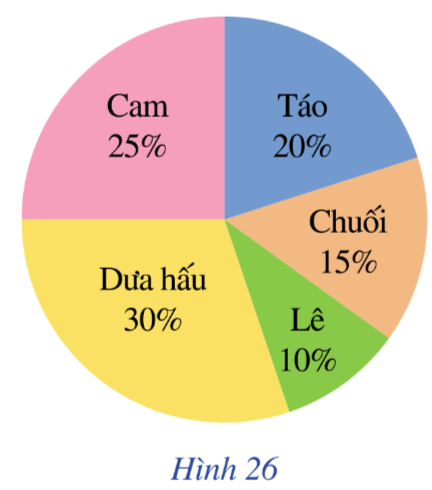 Cam
25%
Táo
20%
Chuối
15%
Dưa hấu
30%
Lê
10%
Hình 26